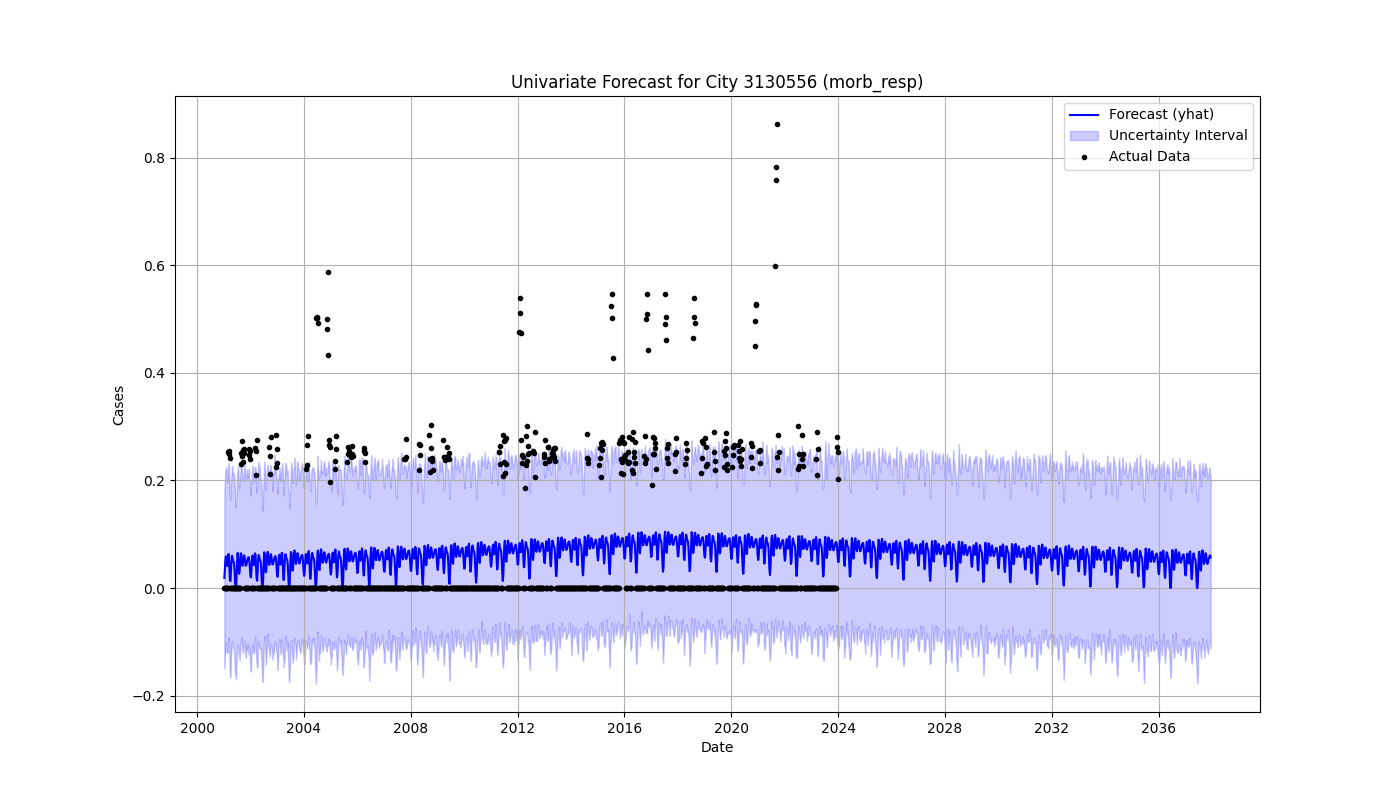 Univariate Forecast for City 3130556 (morb_resp)
Forecast (yhat)
Uncertainty Interval
Actual Data
Cases
0.8
0.6
0.4
0.2
0.0
−0.2
2000 2004 2008 2012 2016 2020 2024 2028 2032 2036
Date